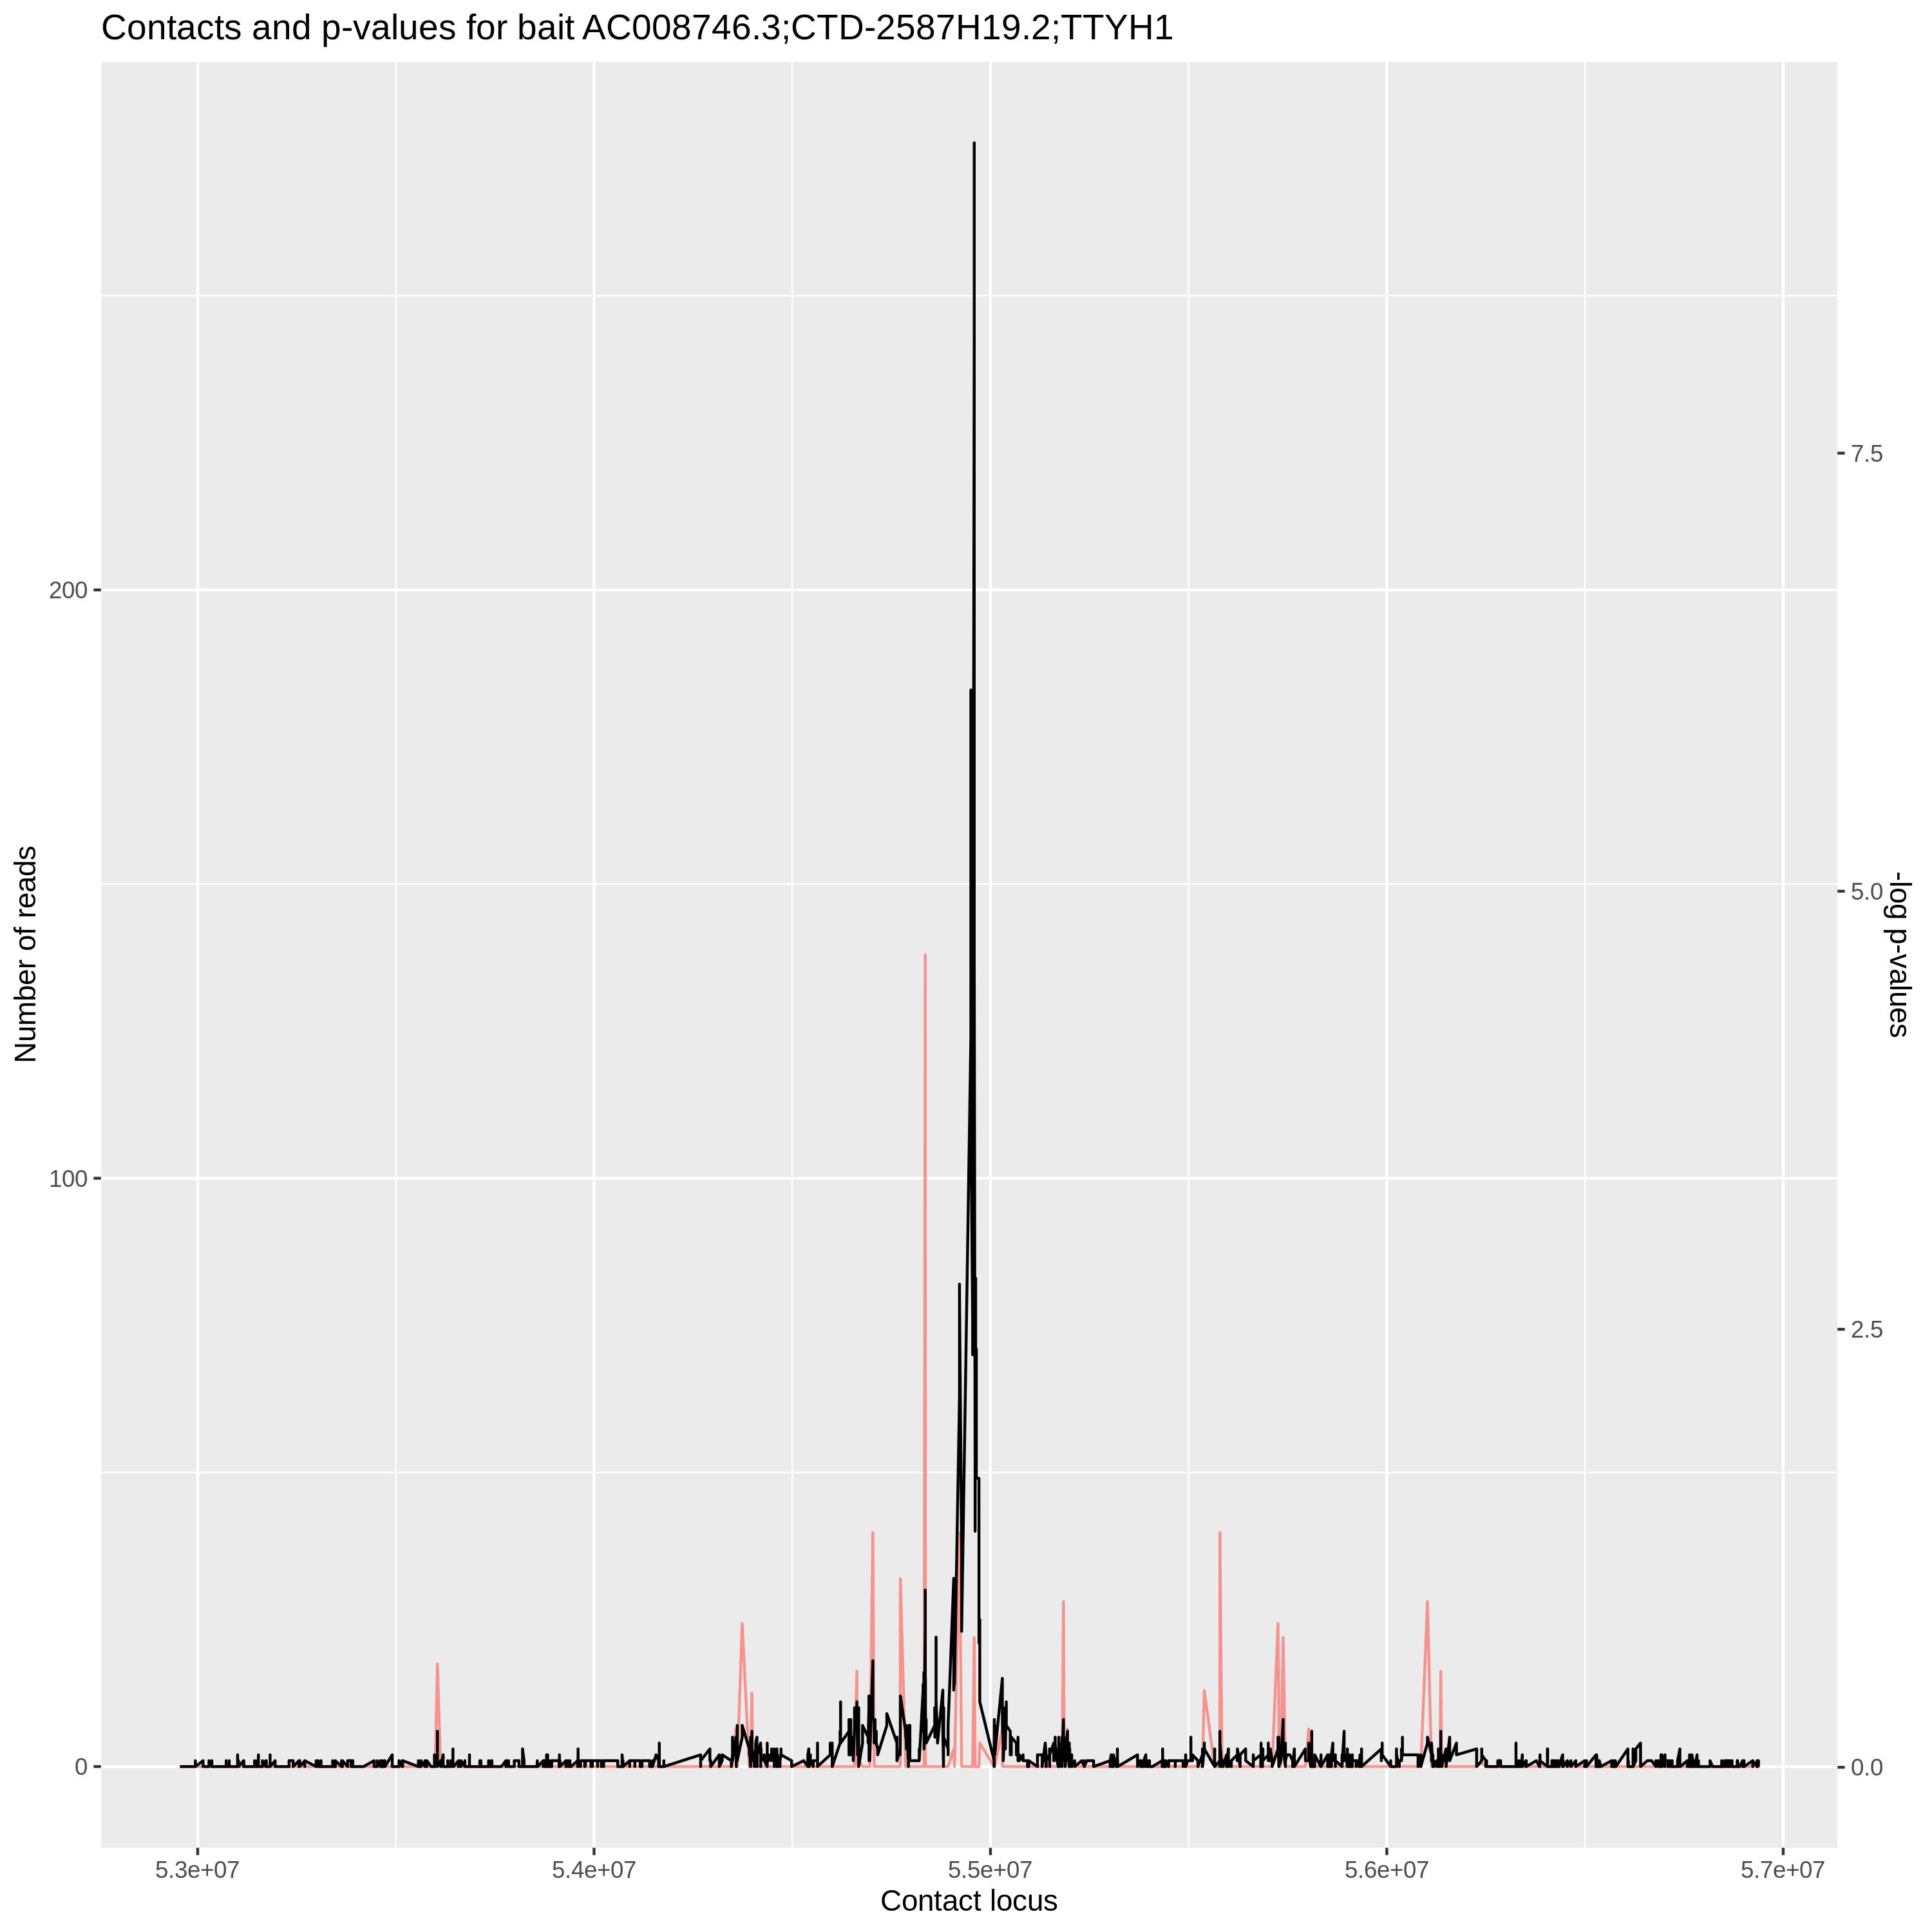 Contacts and p-values for bait AC008746.3;CTD-2587H19.2;TTYH1
Number of reads
200
100
0
7.5
5.0
2.5
0.0
-log p-values
5.3e+07 5.4e+07 5.5e+07 5.6e+07 5.7e+07
Contact locus